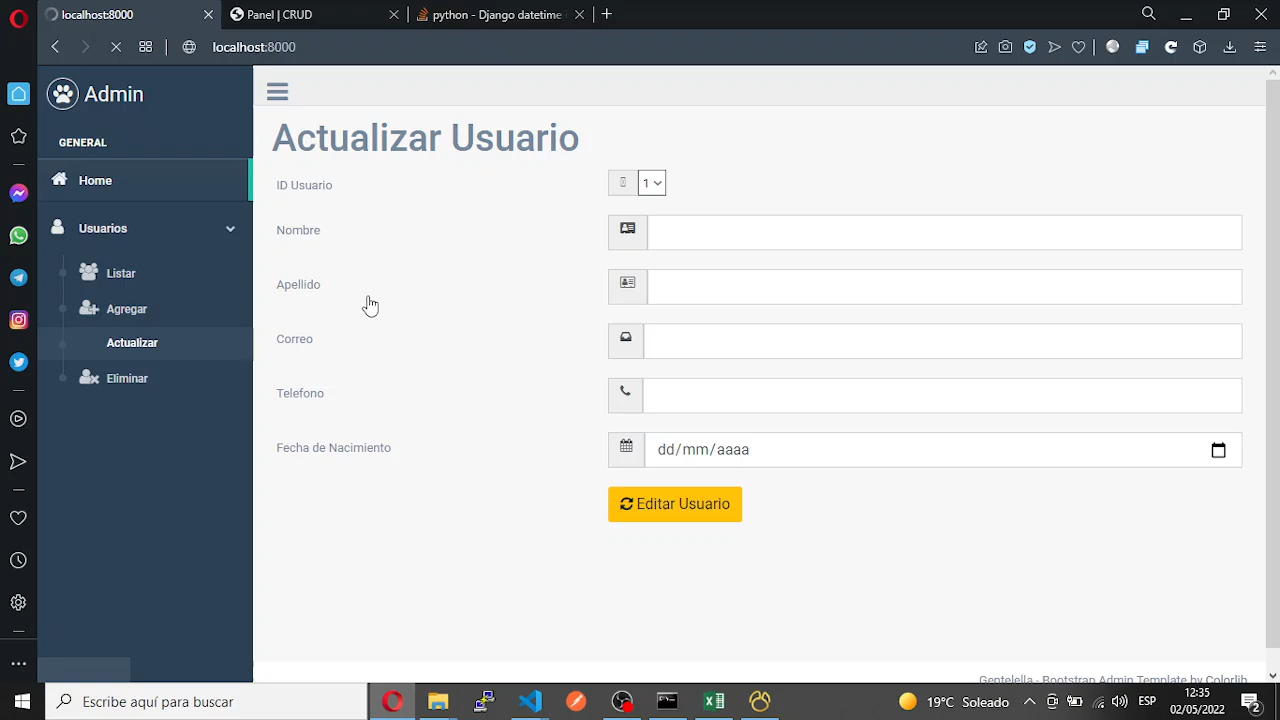 localhost:8000
Panel | CRUD
python - Django datetime
localhost:8000
Admin
GENERAL
Home
Usuarios
Listar
Agregar
Actualizar
Eliminar
Actualizar Usuario
ID Usuario
1
Nombre
Apellido
Correo
Telefono
Fecha de Nacimiento
dd/mm/aaaa
Editar Usuario
Gentelella - Bootstrap Admin Template by Colorlib
Escribe aquí para buscar
19°C Soleado
ESP
12:35
02/05/2022
2